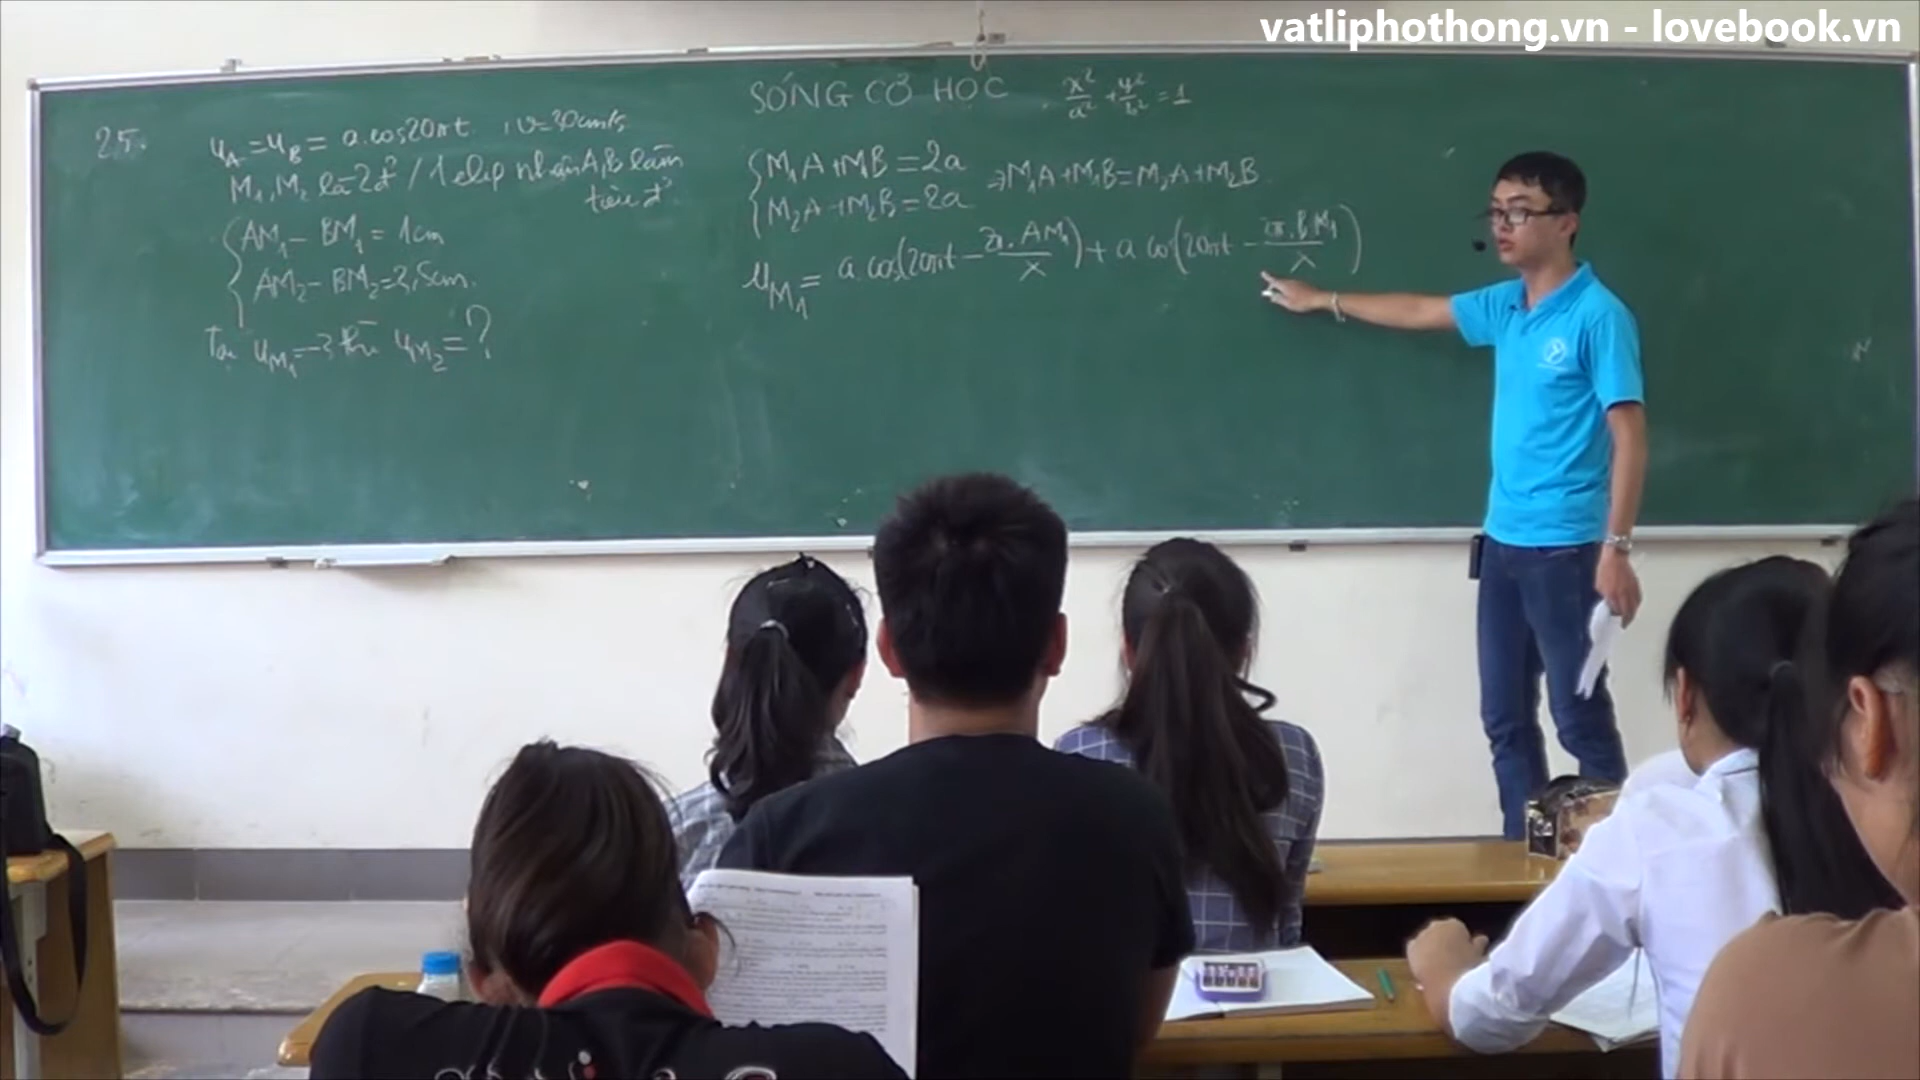 vatliphothong.vn - lovebook.vn
SÓNG CƠ HỌC
x²/a² + y²/b² = 1
25.
u_A = u_B = a.cos20πt , v=30cm/s
M₁, M₂ là 2đ' / 1 elip nhận A,B làm
tiêu đ'
{ AM₁ - BM₁ = 1cm
AM₂ - BM₂ = 3,5cm.
Tại u_M₁ = -3 thì u_M₂ = ?
{ M₁A + M₁B = 2a
M₂A + M₂B = 2a
⇒ M₁A + M₁B = M₂A + M₂B
u_M₁ = a.cos(20πt - 2π.AM₁/λ) + a cos(20πt - 2π.BM₁/λ)